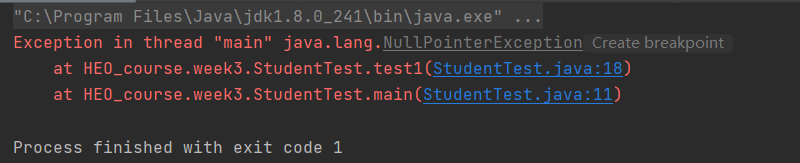 "C:\Program Files\Java\jdk1.8.0_241\bin\java.exe" ...
Exception in thread "main" java.lang.NullPointerException Create breakpoint
    at HEO_course.week3.StudentTest.test1(StudentTest.java:18)
    at HEO_course.week3.StudentTest.main(StudentTest.java:11)
Process finished with exit code 1